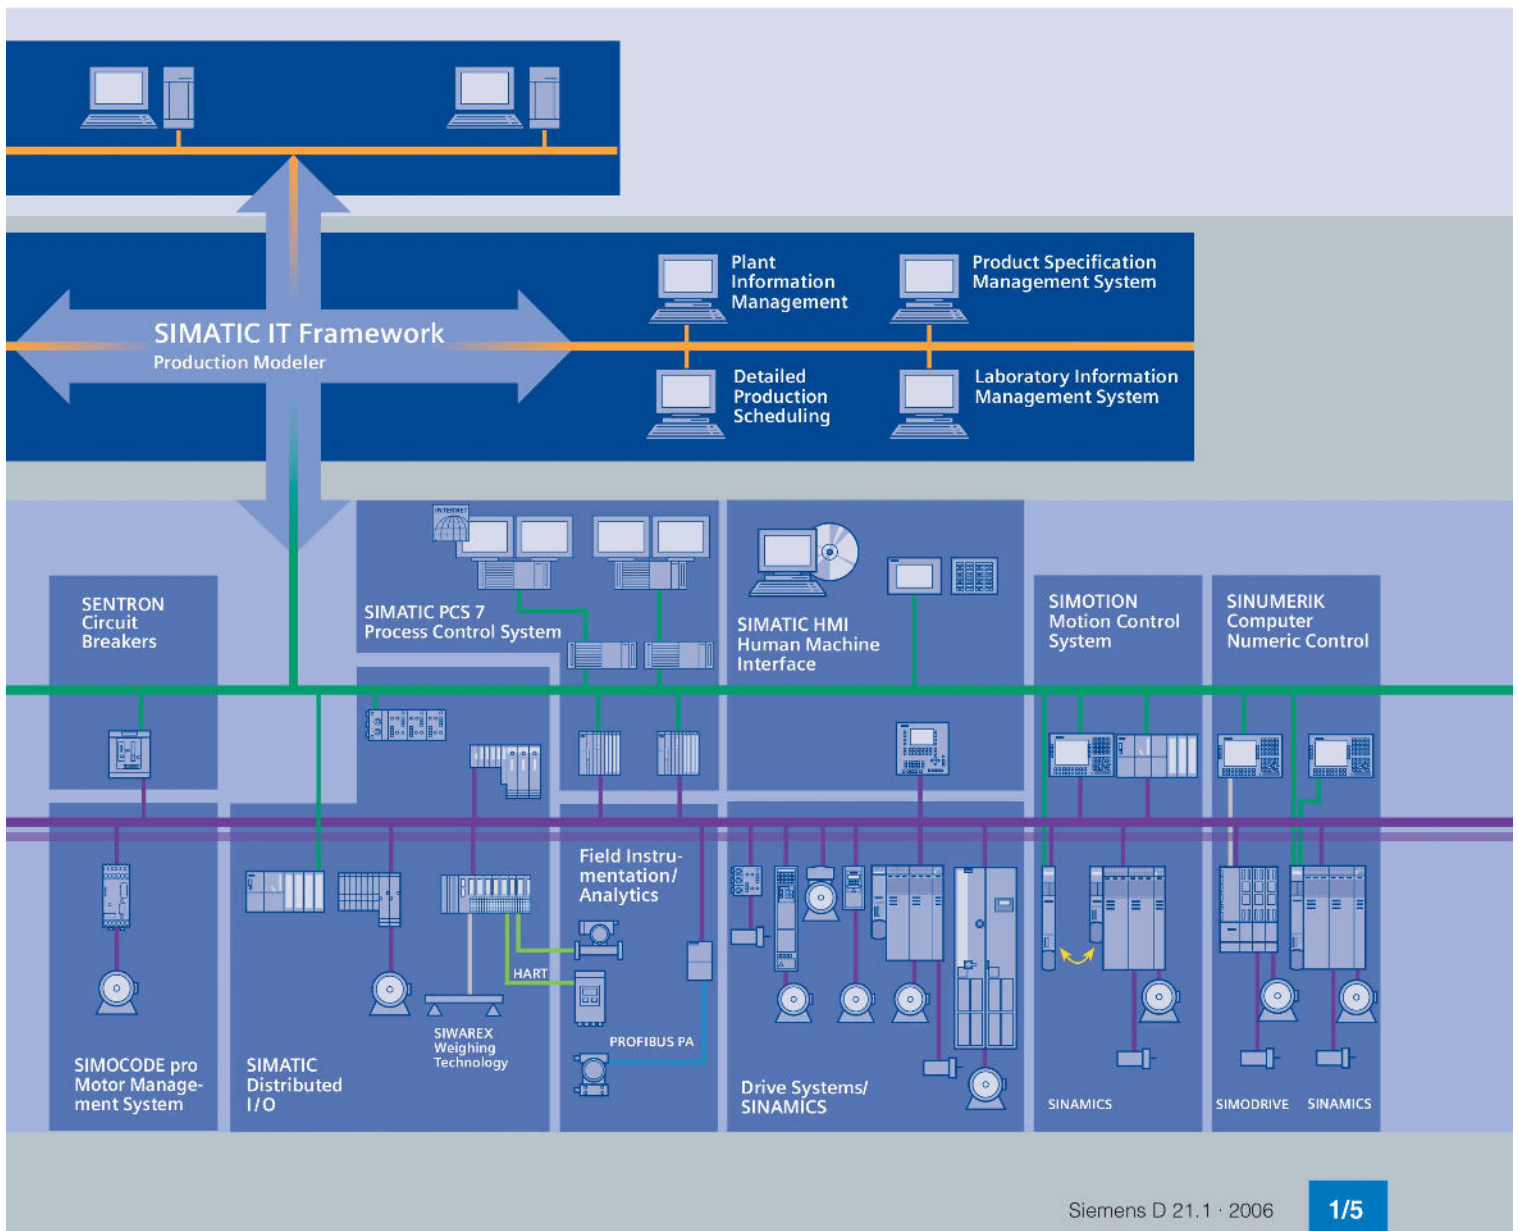 Plant
Information
Management
Product Specification
Management System
SIMATIC IT Framework
Production Modeler
Detailed
Production
Scheduling
Laboratory Information
Management System
INTERNET
SENTRON
Circuit
Breakers
SIMATIC PCS 7
Process Control System
SIMATIC HMI
Human Machine
Interface
SIMOTION
Motion Control
System
SINUMERIK
Computer
Numeric Control
Field Instru-
mentation/
Analytics
HART
SIWAREX
Weighing
Technology
PROFIBUS PA
SIMOCODE pro
Motor Manage-
ment System
SIMATIC
Distributed
I/O
Drive Systems/
SINAMICS
SINAMICS
SIMODRIVE
SINAMICS
Siemens D 21.1 · 2006
1/5